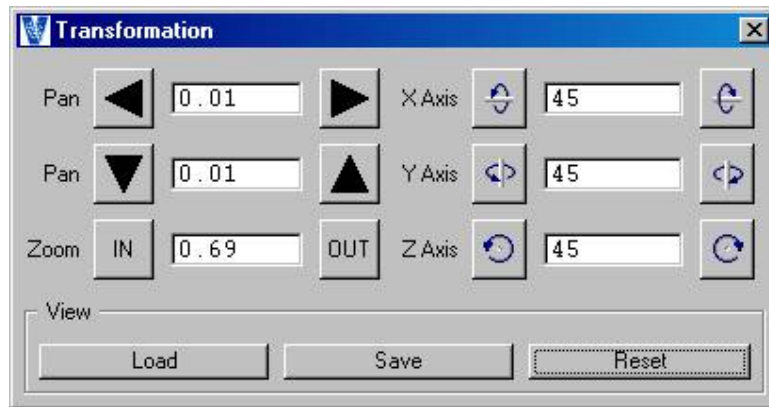 Transformation
Pan 0.01 X Axis 45
Pan 0.01 Y Axis 45
Zoom IN 0.69 OUT Z Axis 45
View
Load Save Reset